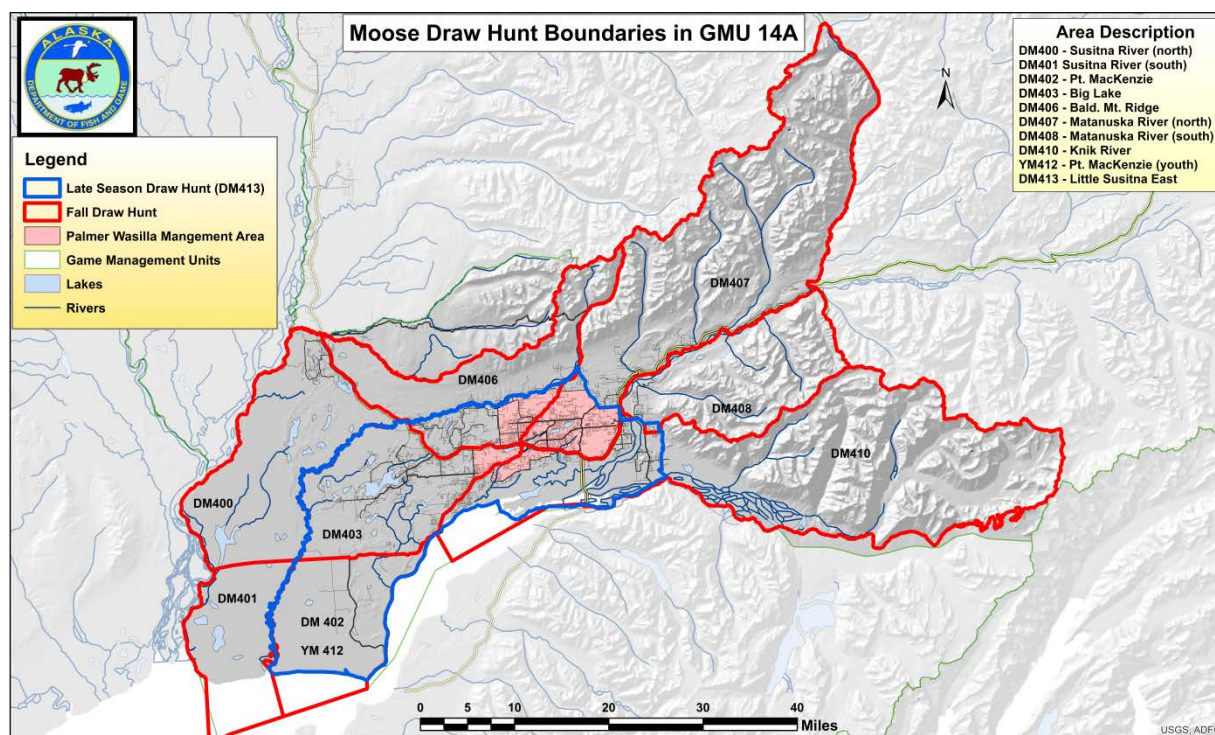 Moose Draw Hunt Boundaries in GMU 14A
ALASKA
DEPARTMENT OF FISH AND GAME
Legend
Late Season Draw Hunt (DM413)
Fall Draw Hunt
Palmer Wasilla Mangement Area
Game Management Units
Lakes
Rivers
Area Description
DM400 - Susitna River (north)
DM401 Susitna River (south)
DM402 - Pt. MacKenzie
DM403 - Big Lake
DM406 - Bald. Mt. Ridge
DM407 - Matanuska River (north)
DM408 - Matanuska River (south)
DM410 - Knik River
YM412 - Pt. MacKenzie (youth)
DM413 - Little Susitna East
N
DM407
DM406
DM408
DM410
DM400
DM403
DM401
DM 402
YM 412
0 5 10 20 30 40
Miles
USGS, ADF